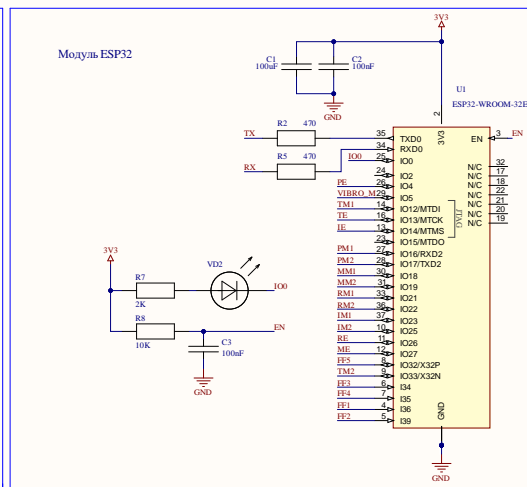 3V3
Модуль ESP32
C1
100uF
C2
100nF
GND
U1
ESP32-WROOM-32E
2
3V3
R2 470
TX
R5 470
RX
IO0
35 TXD0
34 RXD0
25 IO0
24 IO2
PE 26 IO4
VIBRO_M 29 IO5
TM1 14 IO12/MTDI
TE 16 IO13/MTCK
IE 13 IO14/MTMS
23 IO15/MTDO
PM1 27 IO16/RXD2
PM2 28 IO17/TXD2
MM1 30 IO18
MM2 31 IO19
RM1 33 IO21
RM2 36 IO22
IM1 37 IO23
IM2 10 IO25
RE 11 IO26
ME 12 IO27
FF5 8 IO32/X32P
TM2 9 IO33/X32N
FF3 6 I34
FF4 7 I35
FF1 4 I36
FF2 5 I39
EN 3 EN
N/C 32
N/C 17
N/C 18
N/C 22
N/C 21
N/C 20
N/C 19
JTAG
GND
GND
3V3
R7
2K
VD2
IO0
R8
10K
EN
C3
100nF
GND